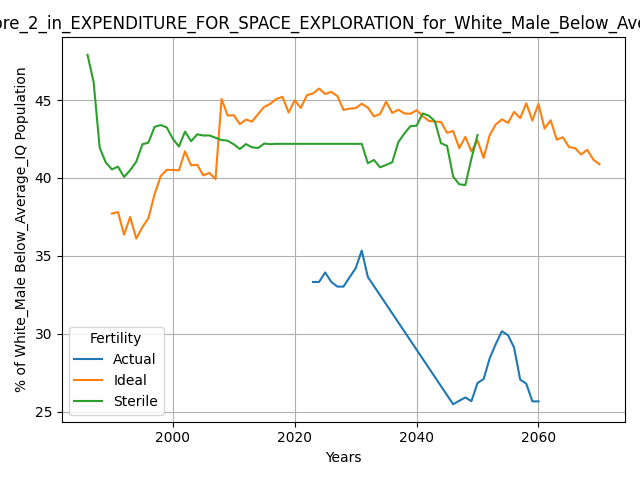 ore_2_in_EXPENDITURE_FOR_SPACE_EXPLORATION_for_White_Male_Below_Ave
% of White_Male Below_Average_IQ Population
45
40
35
30
25
Fertility
Actual
Ideal
Sterile
2000 2020 2040 2060
Years